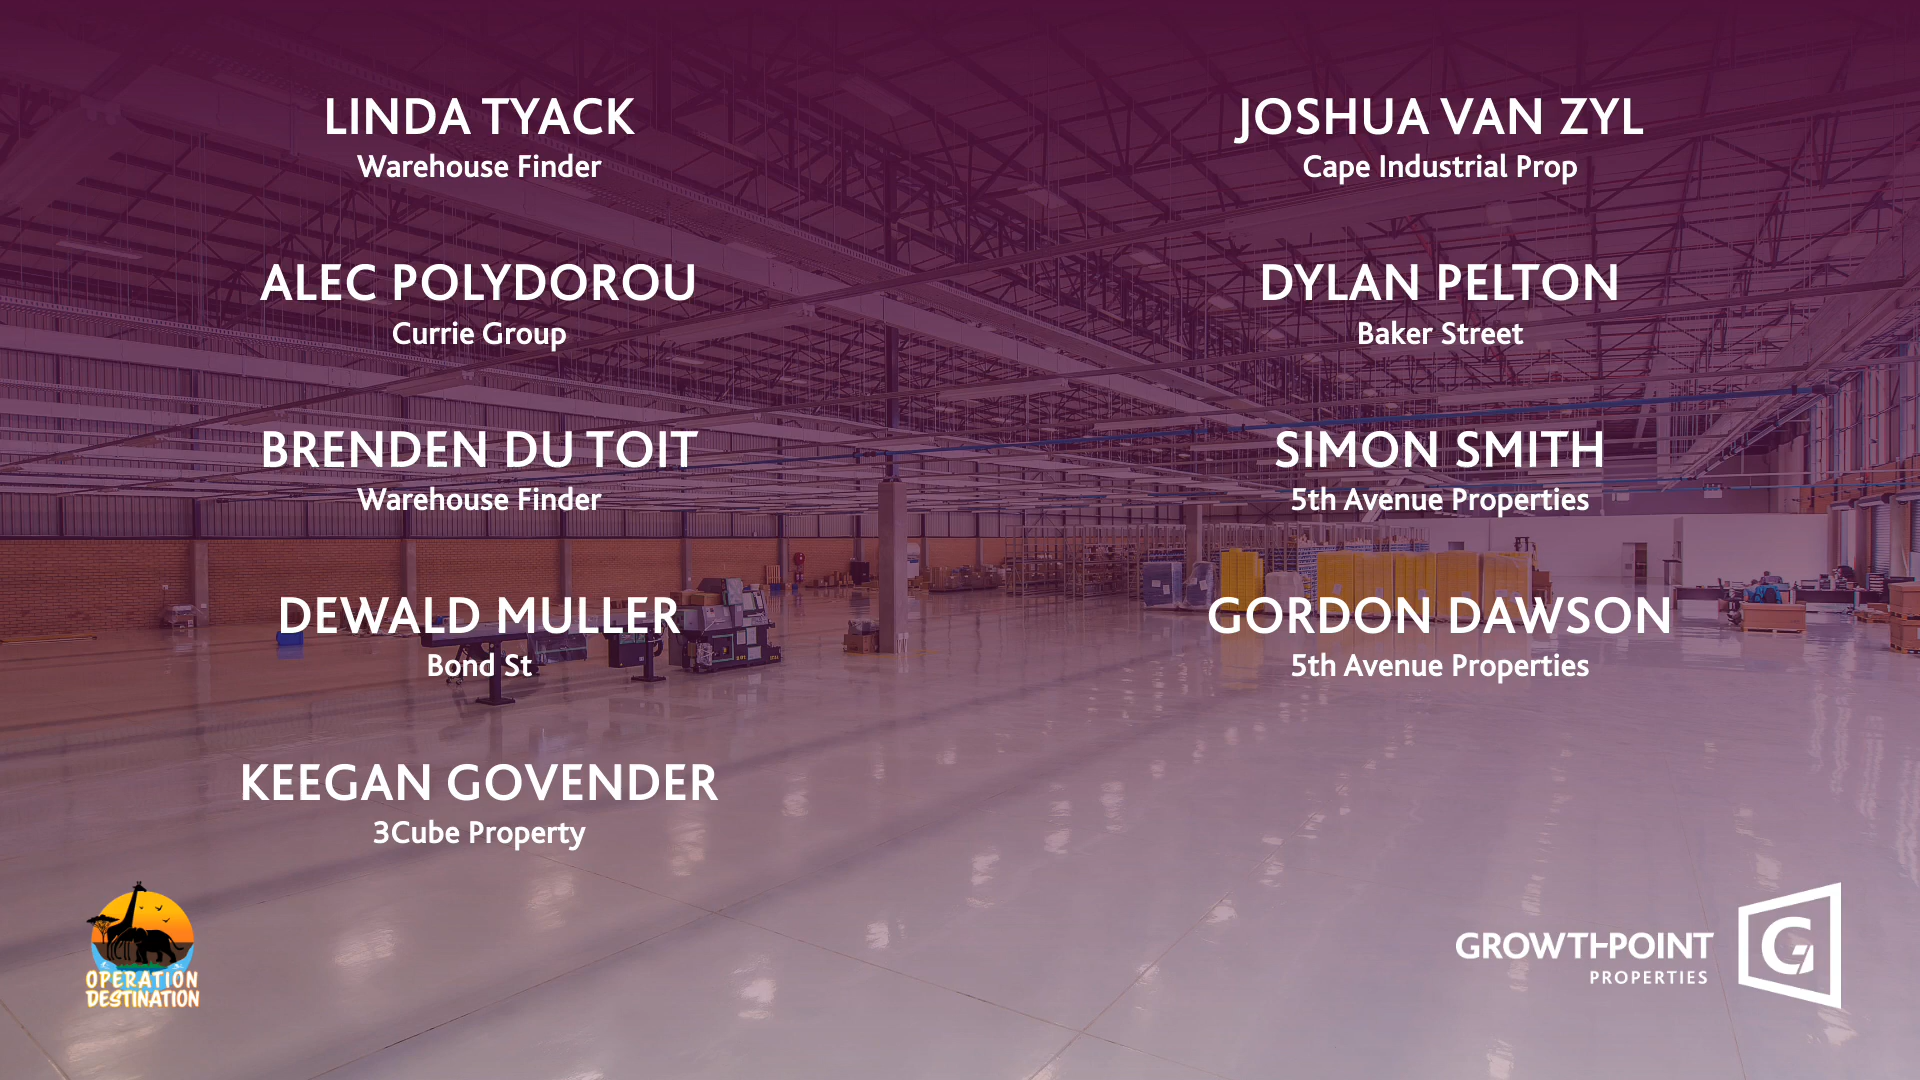 LINDA TYACK
Warehouse Finder
ALEC POLYDOROU
Currie Group
BRENDEN DU TOIT
Warehouse Finder
DEWALD MULLER
Bond St
KEEGAN GOVENDER
3Cube Property
JOSHUA VAN ZYL
Cape Industrial Prop
DYLAN PELTON
Baker Street
SIMON SMITH
5th Avenue Properties
GORDON DAWSON
5th Avenue Properties
OPERATION
DESTINATION
GROWTHPOINT
PROPERTIES
G